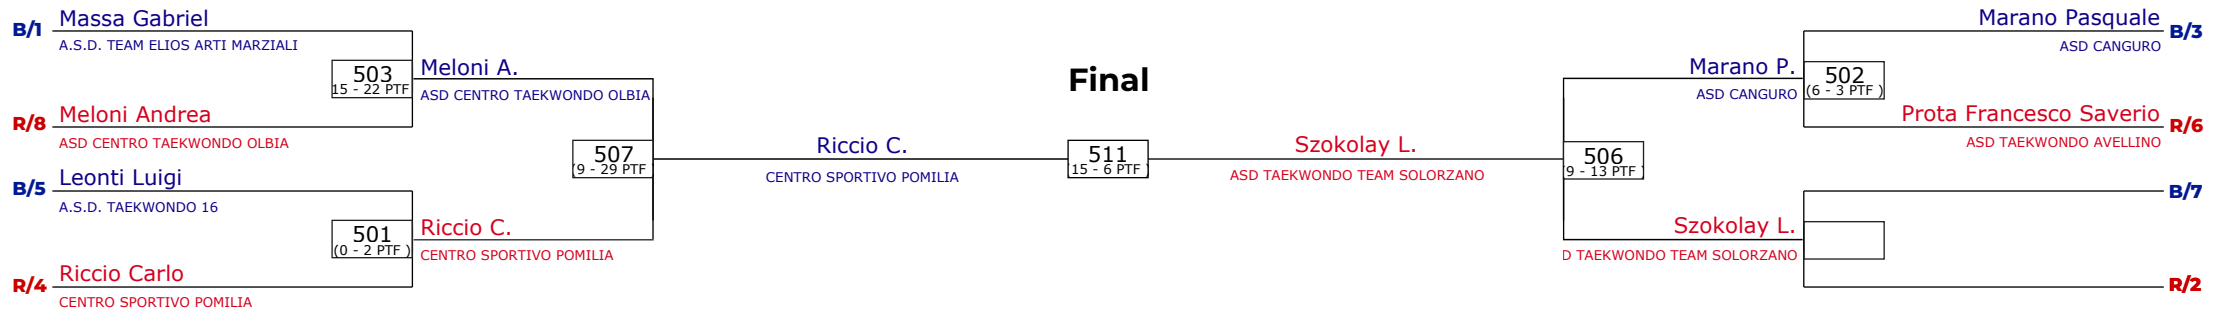 B/1
Massa Gabriel
A.S.D. TEAM ELIOS ARTI MARZIALI
503
15 - 22 PTF
R/8
Meloni Andrea
ASD CENTRO TAEKWONDO OLBIA
B/5
Leonti Luigi
A.S.D. TAEKWONDO 16
501
(0 - 2 PTF )
R/4
Riccio Carlo
CENTRO SPORTIVO POMILIA
Meloni A.
ASD CENTRO TAEKWONDO OLBIA
507
(9 - 29 PTF
Riccio C.
CENTRO SPORTIVO POMILIA
Final
Riccio C.
CENTRO SPORTIVO POMILIA
511
15 - 6 PTF )
Szokolay L.
ASD TAEKWONDO TEAM SOLORZANO
Marano P.
ASD CANGURO
506
9 - 13 PTF )
Szokolay L.
D TAEKWONDO TEAM SOLORZANO
Marano Pasquale
B/3
ASD CANGURO
502
(6 - 3 PTF )
Prota Francesco Saverio
R/6
ASD TAEKWONDO AVELLINO
B/7
R/2